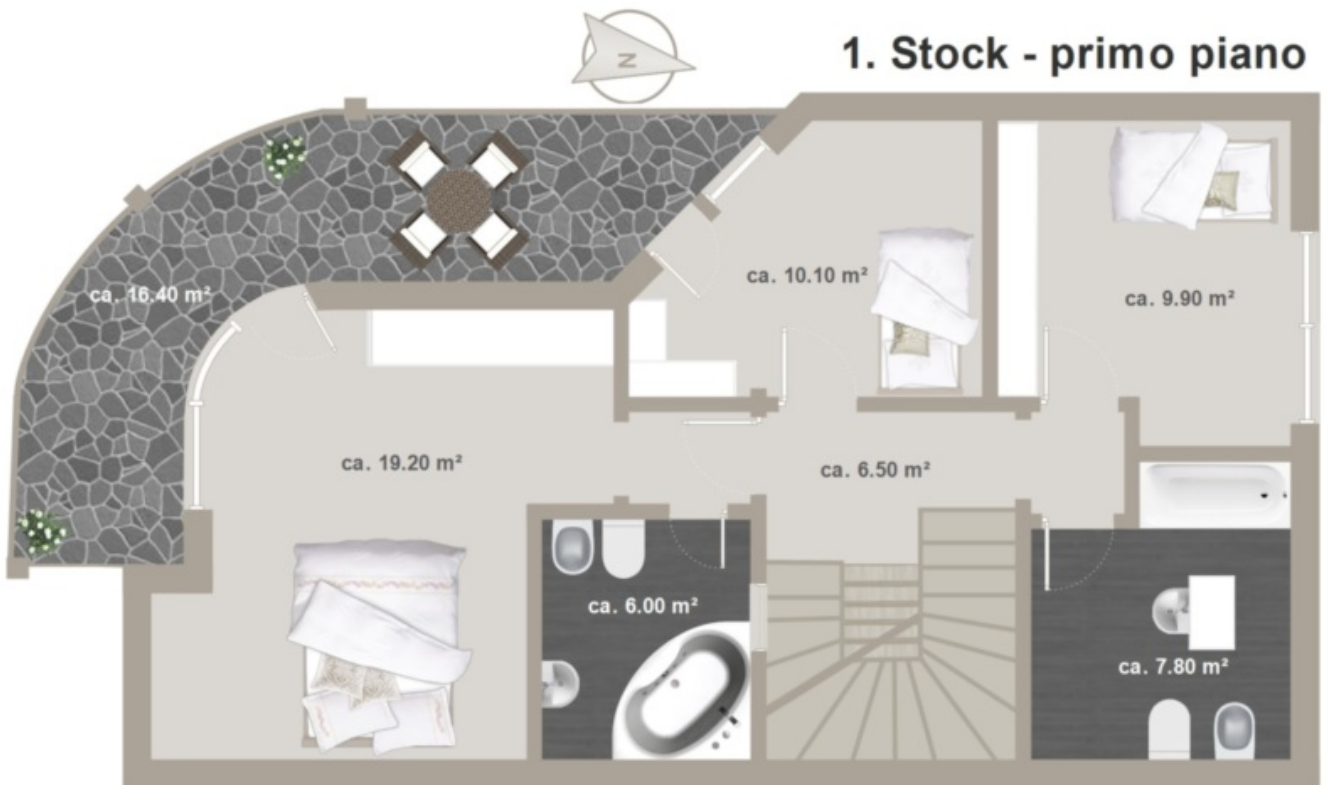 N
1. Stock - primo piano
ca. 16.40 m²
ca. 10.10 m²
ca. 9.90 m²
ca. 19.20 m²
ca. 6.50 m²
ca. 6.00 m²
ca. 7.80 m²